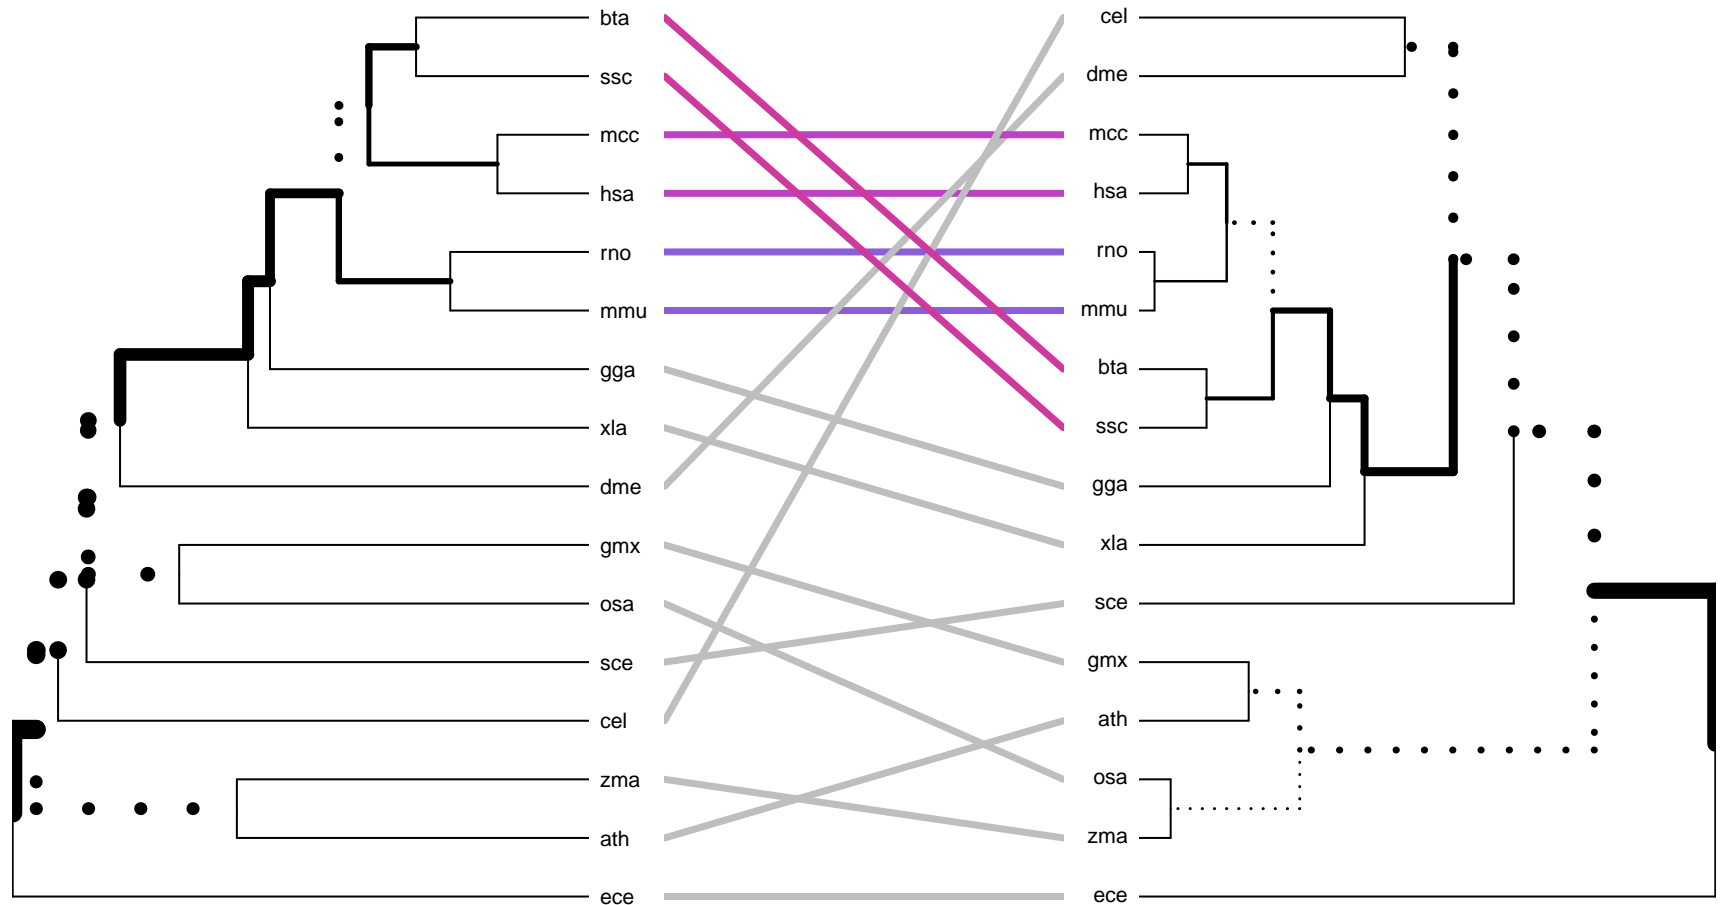 bta
ssc
mcc
hsa
rno
mmu
gga
xla
dme
gmx
osa
sce
cel
zma
ath
ece
cel
dme
mcc
hsa
rno
mmu
bta
ssc
gga
xla
sce
gmx
ath
osa
zma
ece